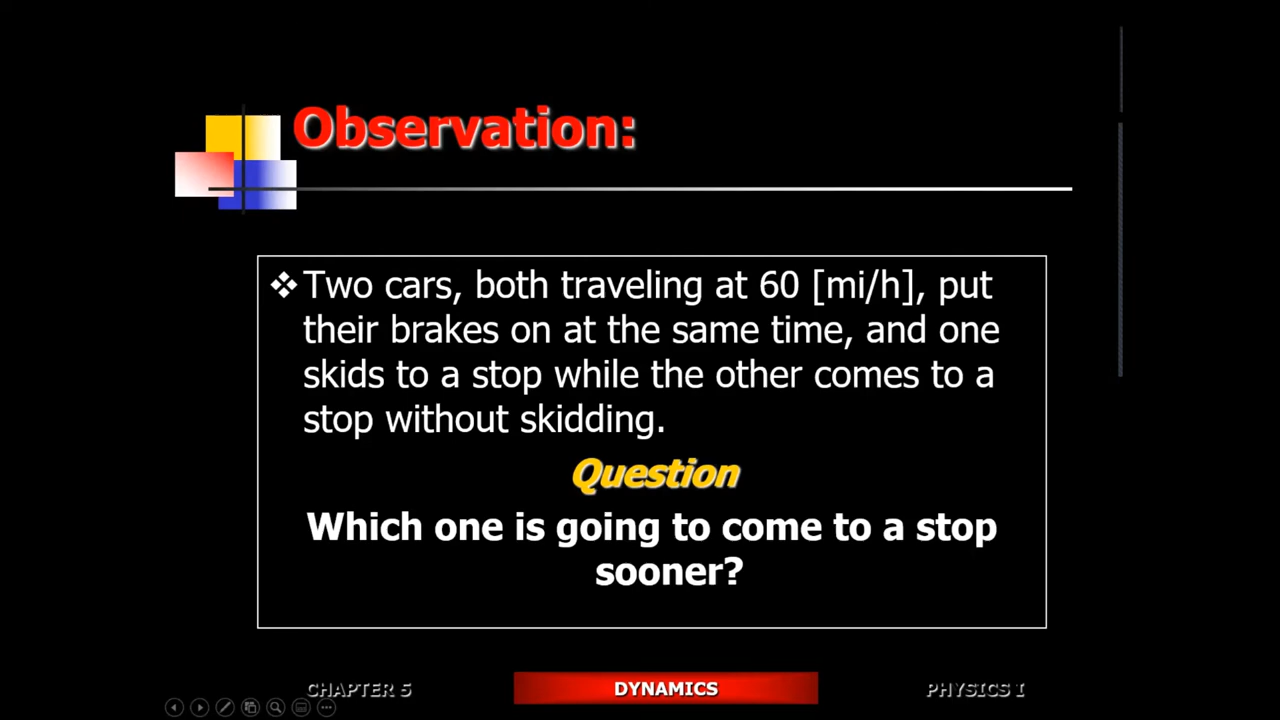 Observation:
❖Two cars, both traveling at 60 [mi/h], put
their brakes on at the same time, and one
skids to a stop while the other comes to a
stop without skidding.
Question
Which one is going to come to a stop
sooner?
CHAPTER 5
DYNAMICS
PHYSICS I